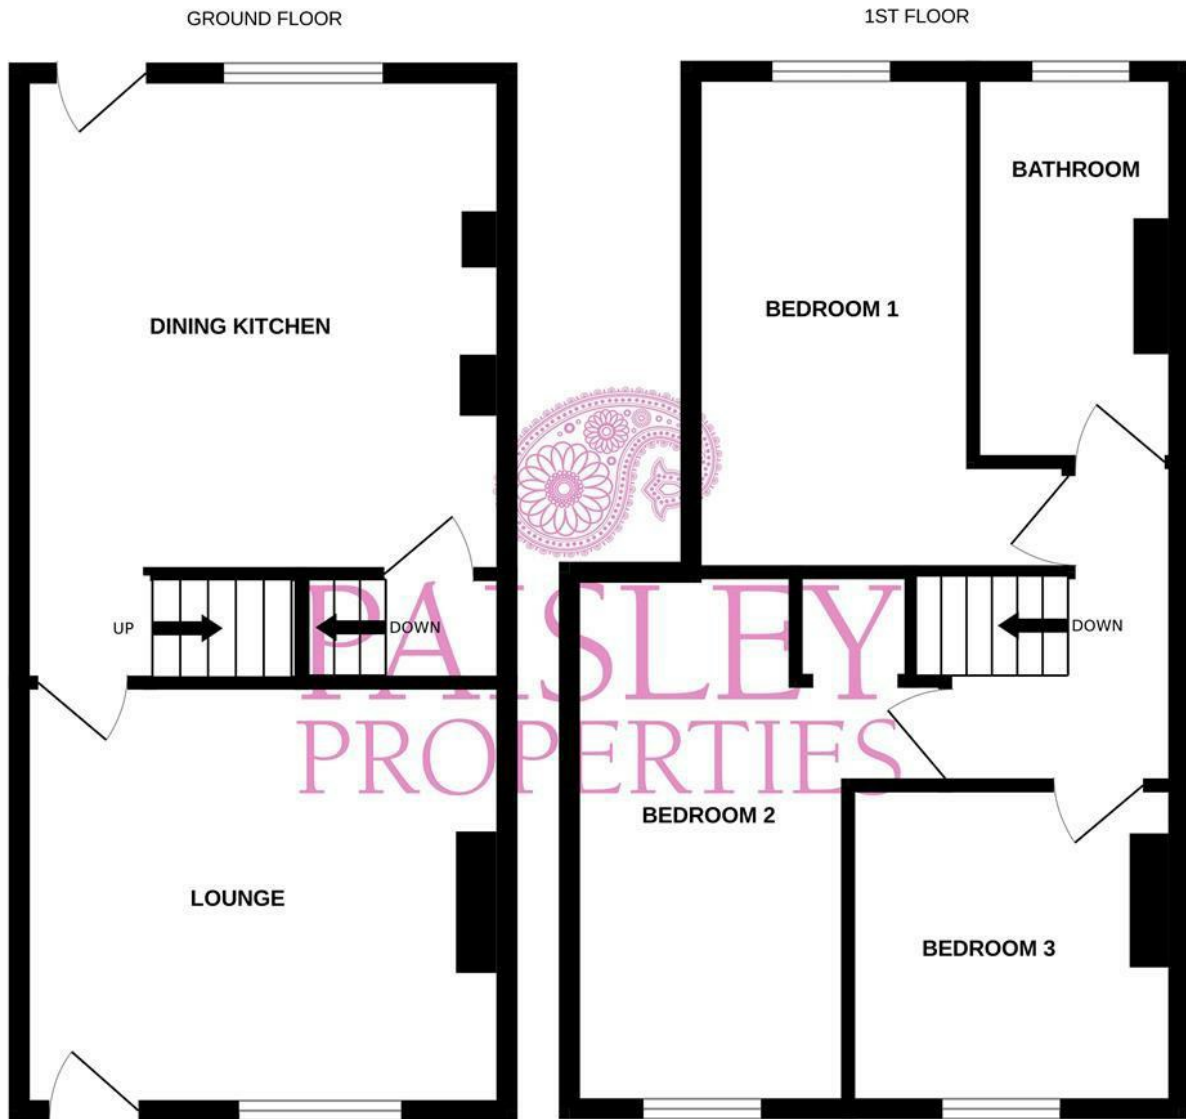 GROUND FLOOR
1ST FLOOR
BATHROOM
BEDROOM 1
DINING KITCHEN
UP
DOWN
DOWN
PAISLEY
PROPERTIES
BEDROOM 2
LOUNGE
BEDROOM 3